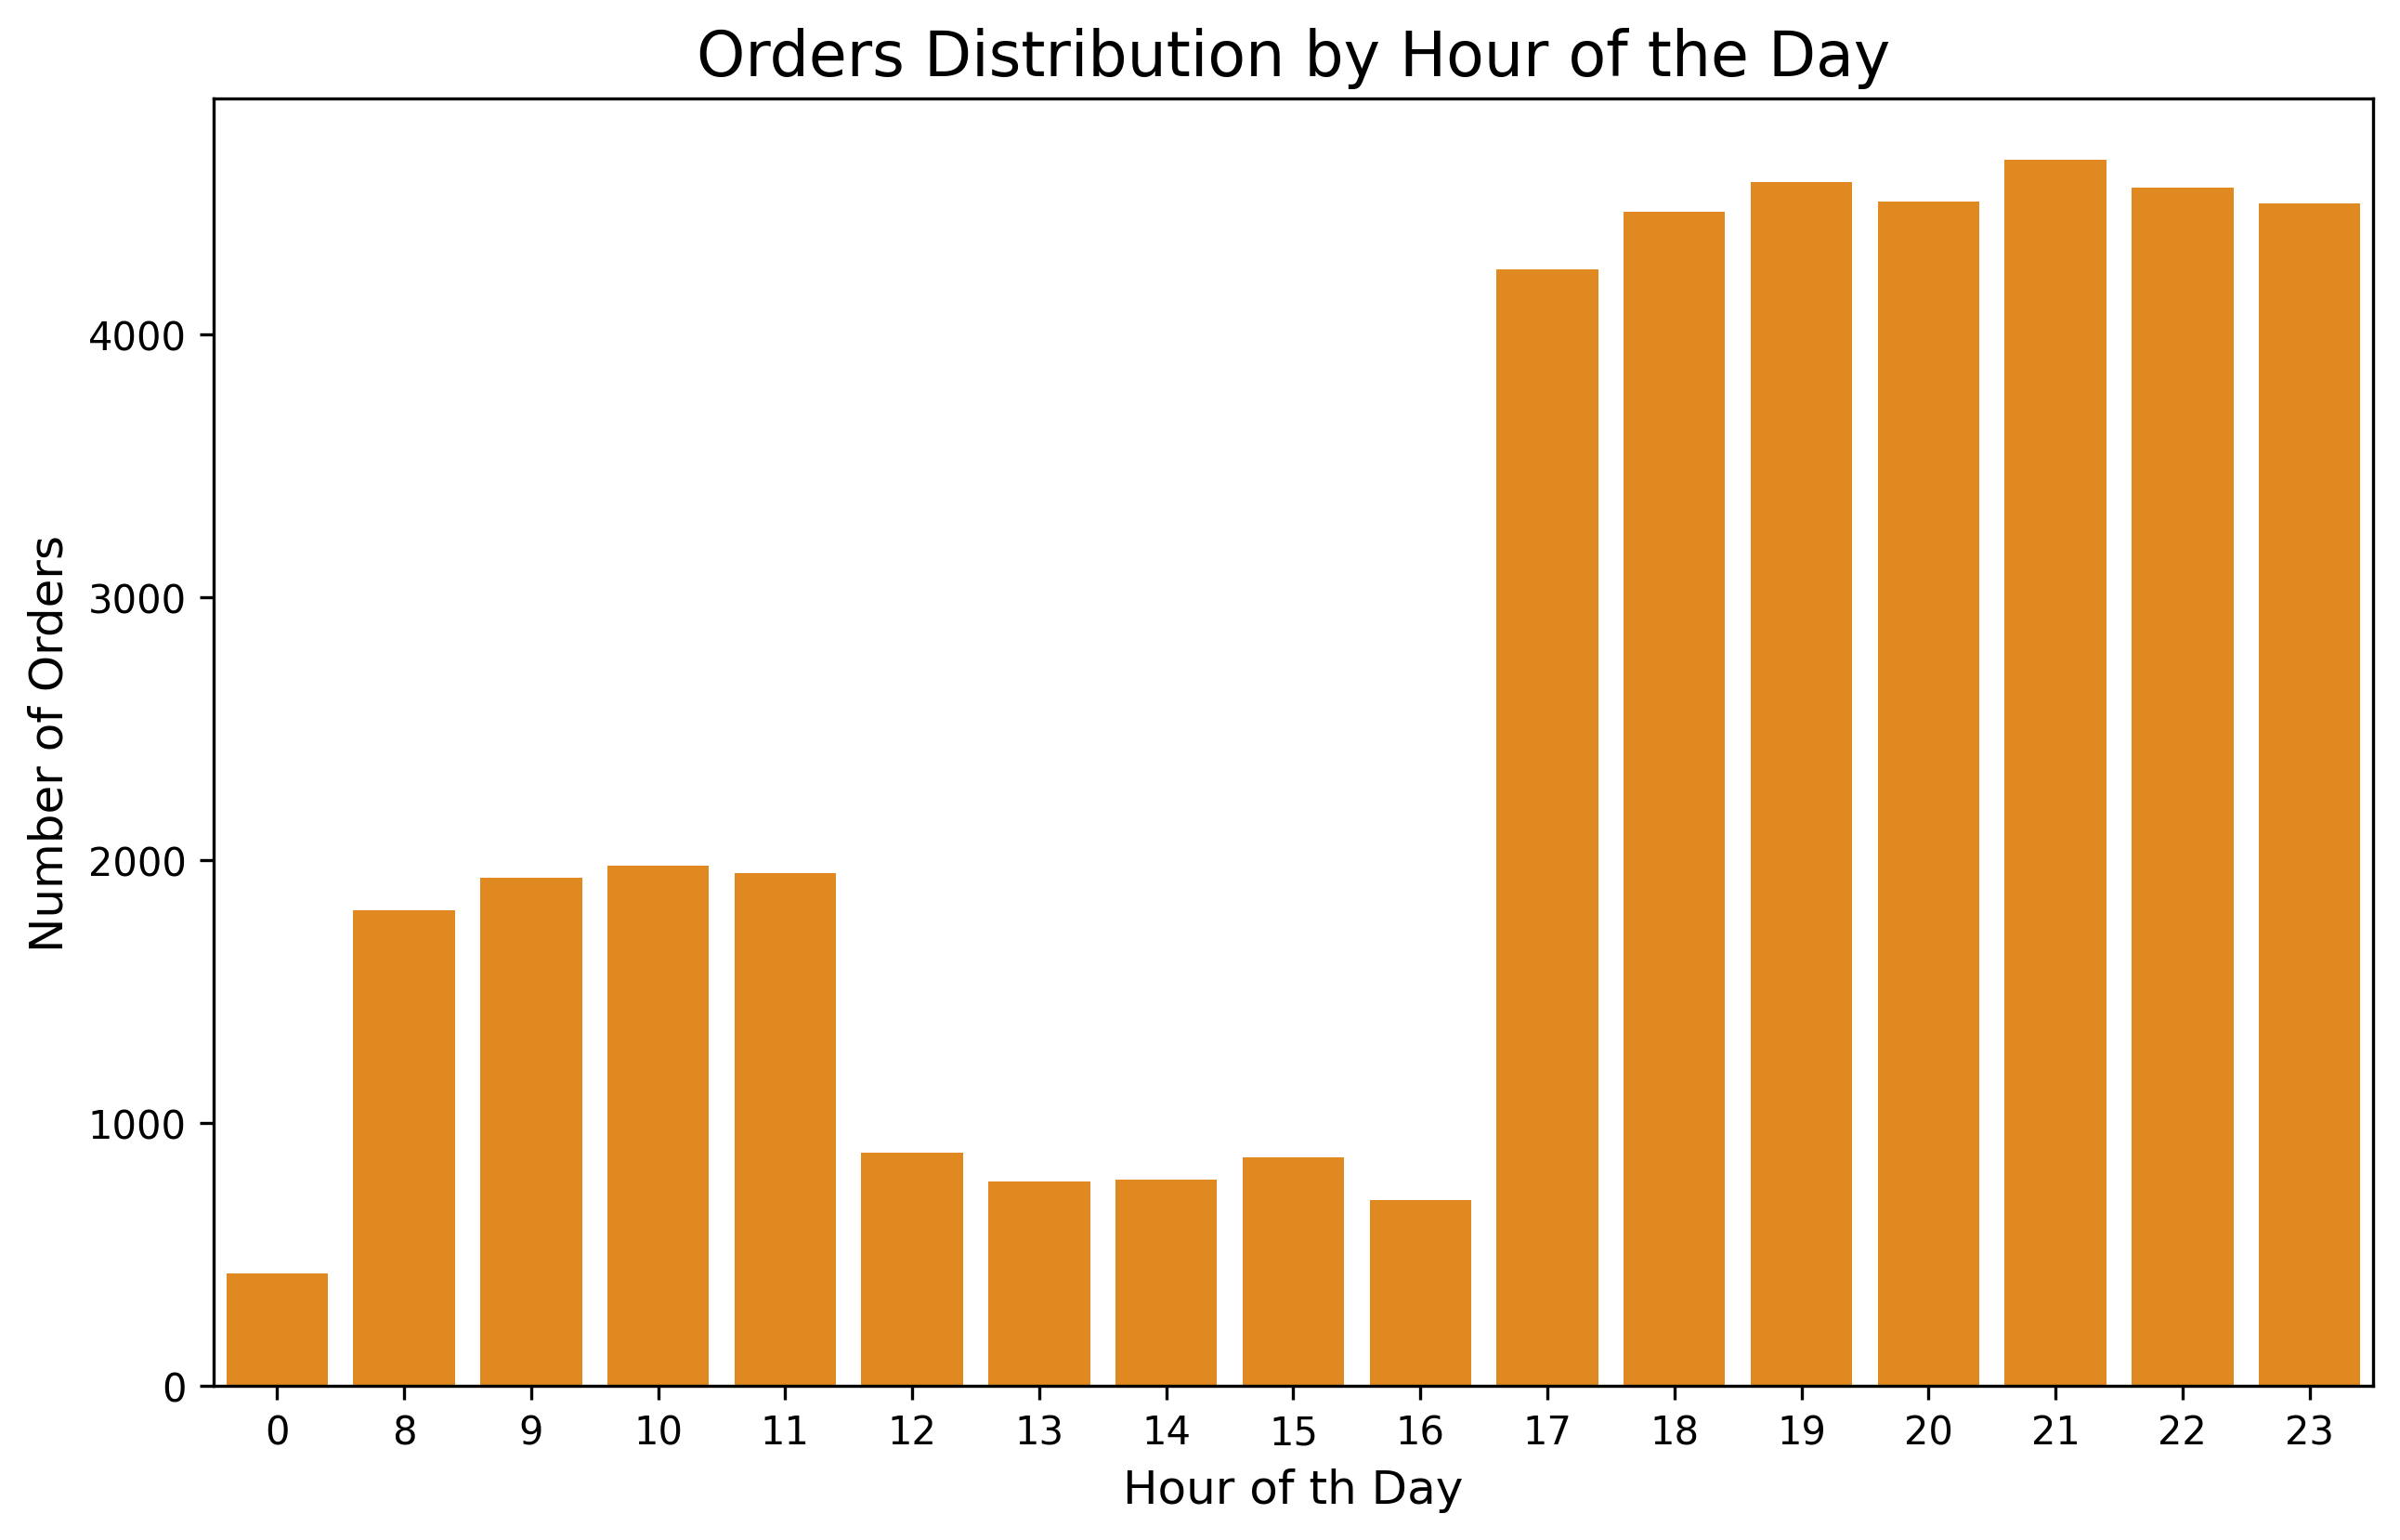 Orders Distribution by Hour of the Day
Number of Orders
4000
3000
2000
1000
0
0 8 9 10 11 12 13 14 15 16 17 18 19 20 21 22 23
Hour of th Day